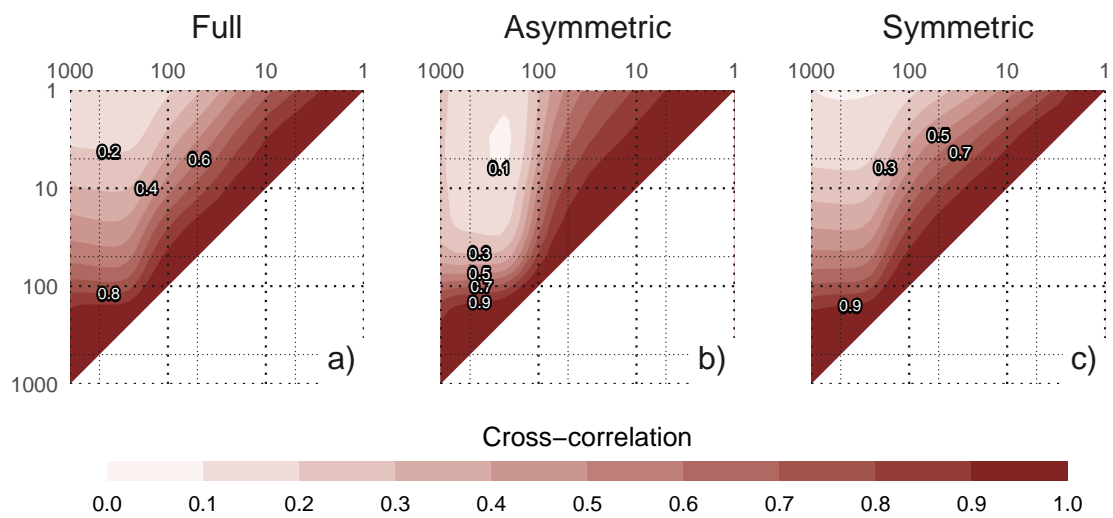 Full Asymmetric Symmetric
1000 100 10 1 1000 100 10 1 1000 100 10 1
1
0.5
0.2 0.6 0.7
0.1 0.3
10 0.4
0.3
0.5
100 0.8 0.7
0.9 0.9
a) b) c)
1000
Cross−correlation
0.0 0.1 0.2 0.3 0.4 0.5 0.6 0.7 0.8 0.9 1.0